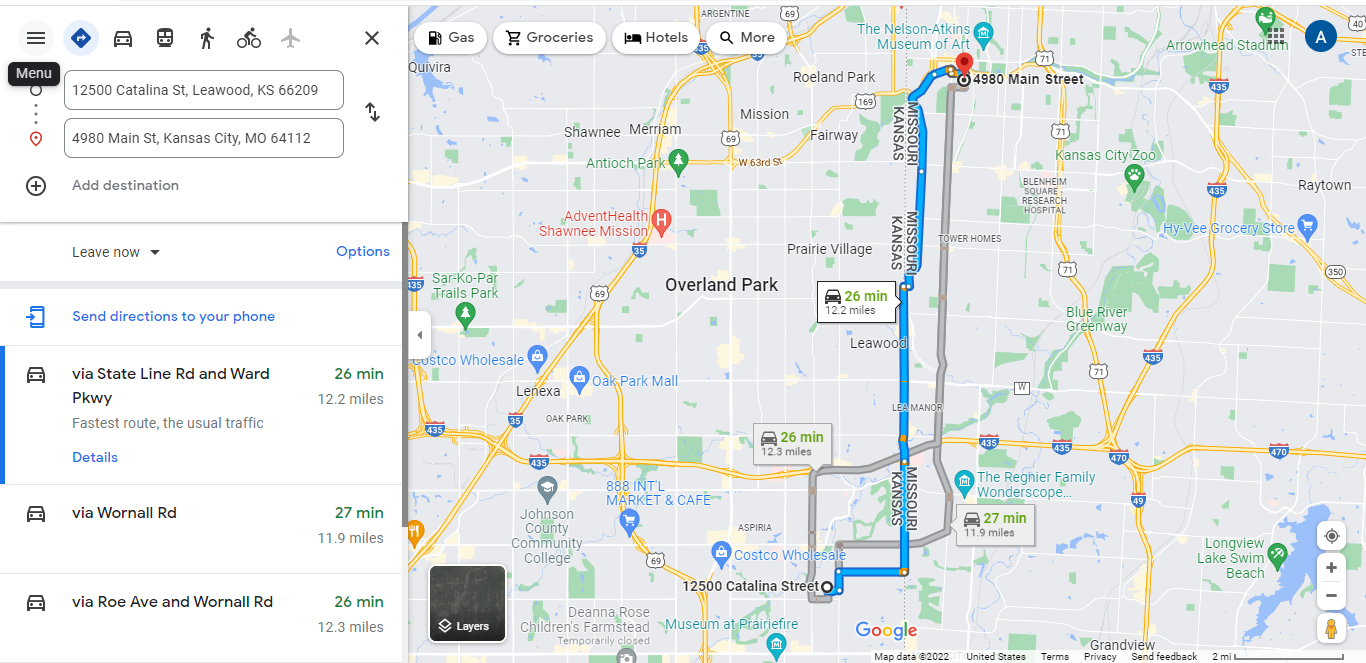 Menu
12500 Catalina St, Leawood, KS 66209
4980 Main St, Kansas City, MO 64112
Add destination
Leave now
Options
Send directions to your phone
via State Line Rd and Ward
Pkwy
26 min
12.2 miles
Fastest route, the usual traffic
Details
via Wornall Rd
27 min
11.9 miles
via Roe Ave and Wornall Rd
26 min
12.3 miles
Gas
Groceries
Hotels
More
A
ARGENTINE
69
35
The Nelson-Atkins
Museum of Art
Arrowhead Stadium
40
Quivira
Roeland Park
4980 Main Street
71
435
169
Mission
Shawnee
Merriam
69
Fairway
MISSOURI
KANSAS
71
Kansas City Zoo
Antioch Park
W 63rd St
BLENHEIM
SQUARE
RESEARCH
HOSPITAL
435
Raytown
AdventHealth
Shawnee Mission
H
35
Prairie Village
MISSOURI
KANSAS
TOWER HOMES
Hy-Vee Grocery Store
71
350
Sar-Ko-Par
Trails Park
435
69
Overland Park
26 min
12.2 miles
Blue River
Greenway
Leawood
Costco Wholesale
435
71
Oak Park Mall
Lenexa
W
LEA MANOR
OAK PARK
35
435
26 min
12.3 miles
435
435
435
470
470
888 INT'L
MARKET & CAFE
MISSOURI
KANSAS
The Regnier Family
Wonderscope...
49
Johnson
County
Community
College
ASPIRIA
27 min
11.9 miles
69
Costco Wholesale
Longview
Lake Swim
Beach
12500 Catalina Street
Layers
Deanna Rose
Children's Farmstead
Temporarily closed
Museum at Prairiefire
Google
Grandview
Map data ©2022
United States
Terms
Privacy
Send feedback
2 mi